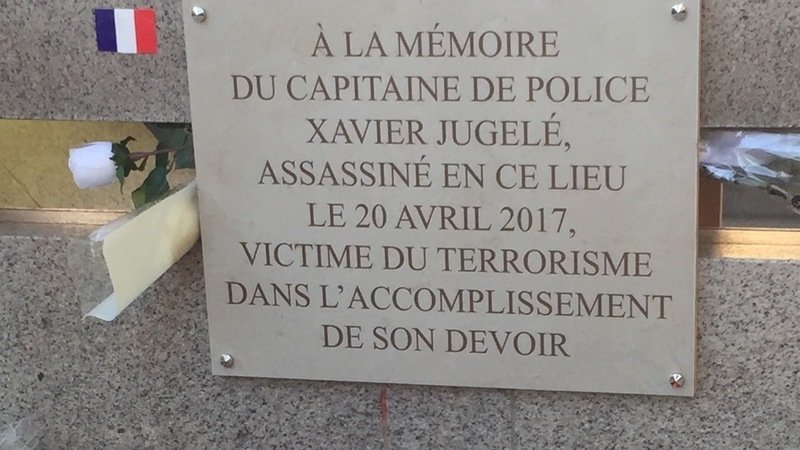 À LA MÉMOIRE
DU CAPITAINE DE POLICE
XAVIER JUGELÉ,
ASSASSINÉ EN CE LIEU
LE 20 AVRIL 2017,
VICTIME DU TERRORISME
DANS L'ACCOMPLISSEMENT
DE SON DEVOIR